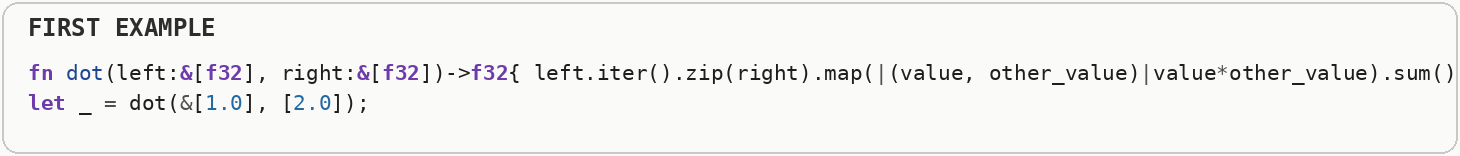 FIRST EXAMPLE
fn dot(left:&[f32], right:&[f32])->f32{ left.iter().zip(right).map(|(value, other_value)|value*other_value).sum()
let _ = dot(&[1.0], [2.0]);